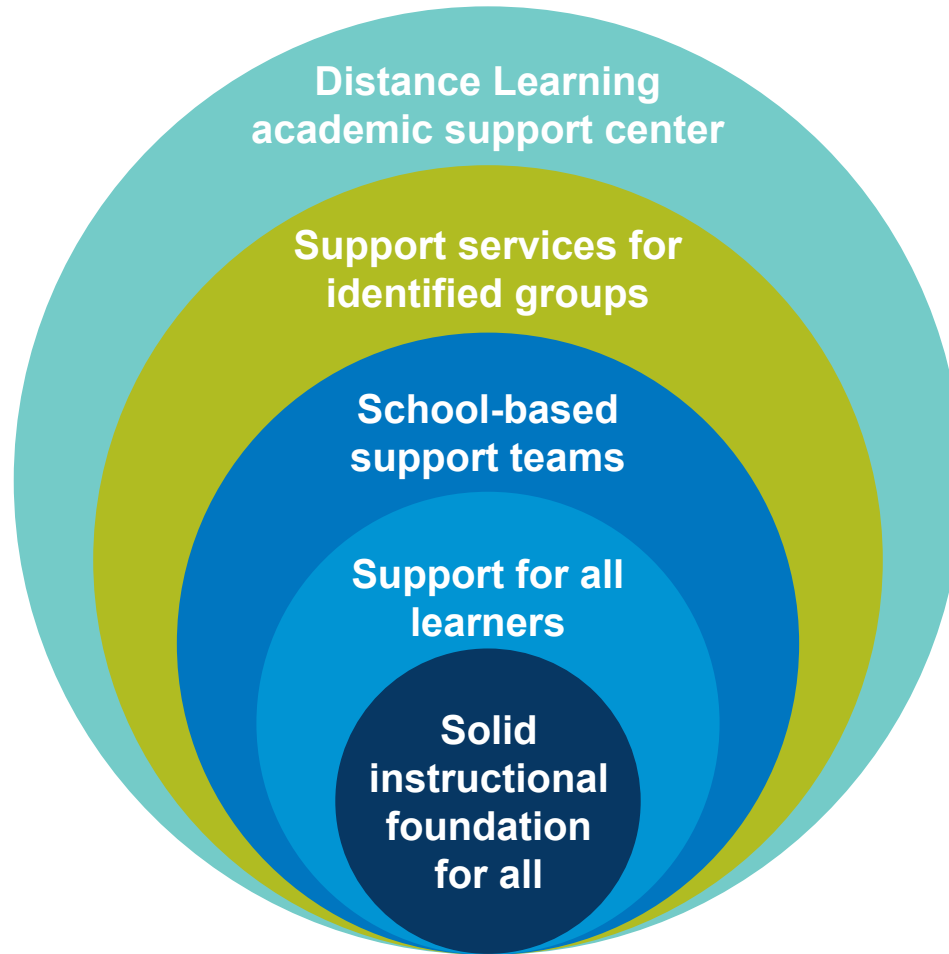 Distance Learning
academic support center
Support services for
identified groups
School-based
support teams
Support for all
learners
Solid
instructional
foundation
for all